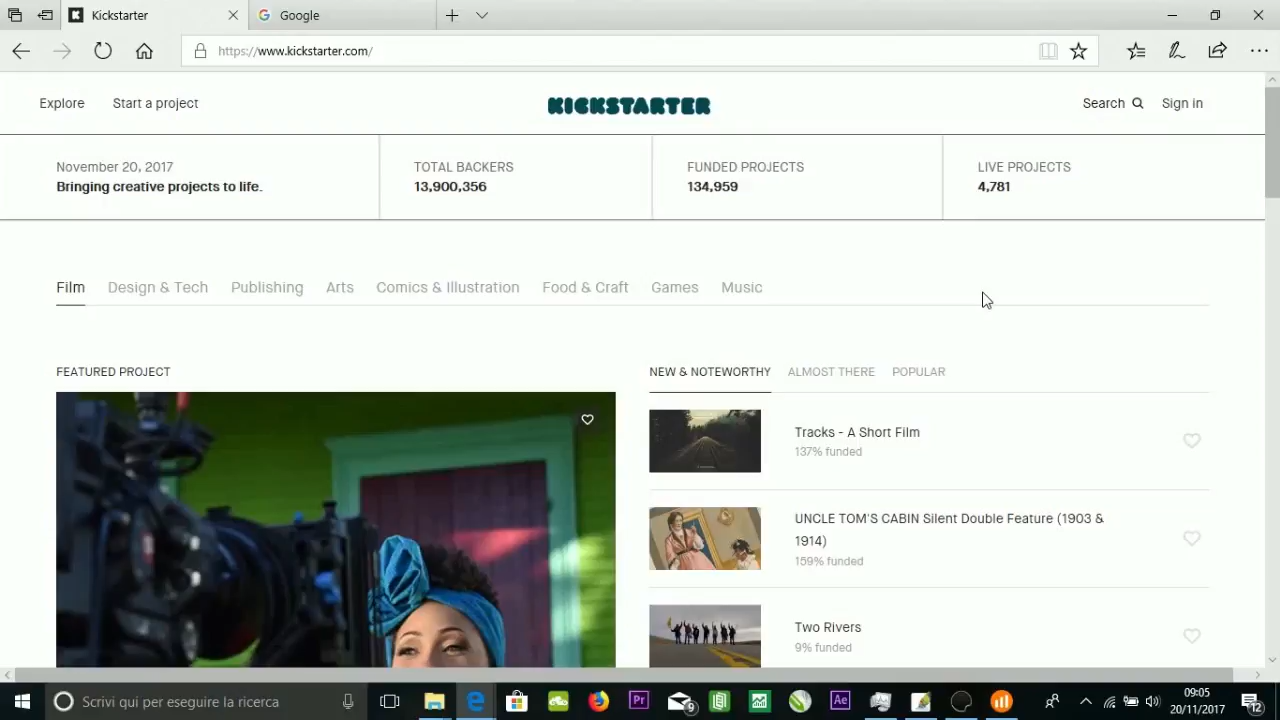 Kickstarter
Google
https://www.kickstarter.com/
Explore
Start a project
KICKSTARTER
Search
Sign in
November 20, 2017
Bringing creative projects to life.
TOTAL BACKERS
13,900,356
FUNDED PROJECTS
134,959
LIVE PROJECTS
4,781
Film
Design & Tech
Publishing
Arts
Comics & Illustration
Food & Craft
Games
Music
FEATURED PROJECT
NEW & NOTEWORTHY
ALMOST THERE
POPULAR
Tracks - A Short Film
137% funded
UNCLE TOM'S CABIN Silent Double Feature (1903 &
1914)
159% funded
Two Rivers
9% funded
Scrivi qui per eseguire la ricerca
Pr
9
Ae
09:05
20/11/2017
12